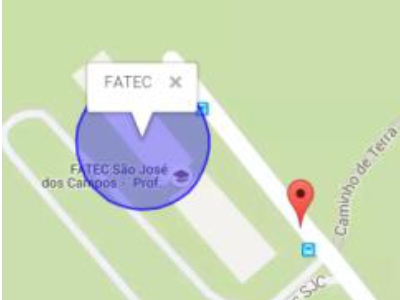 FATEC ×
FATEC São José
dos Campos - Prof..
Caminho de Terra
SJC